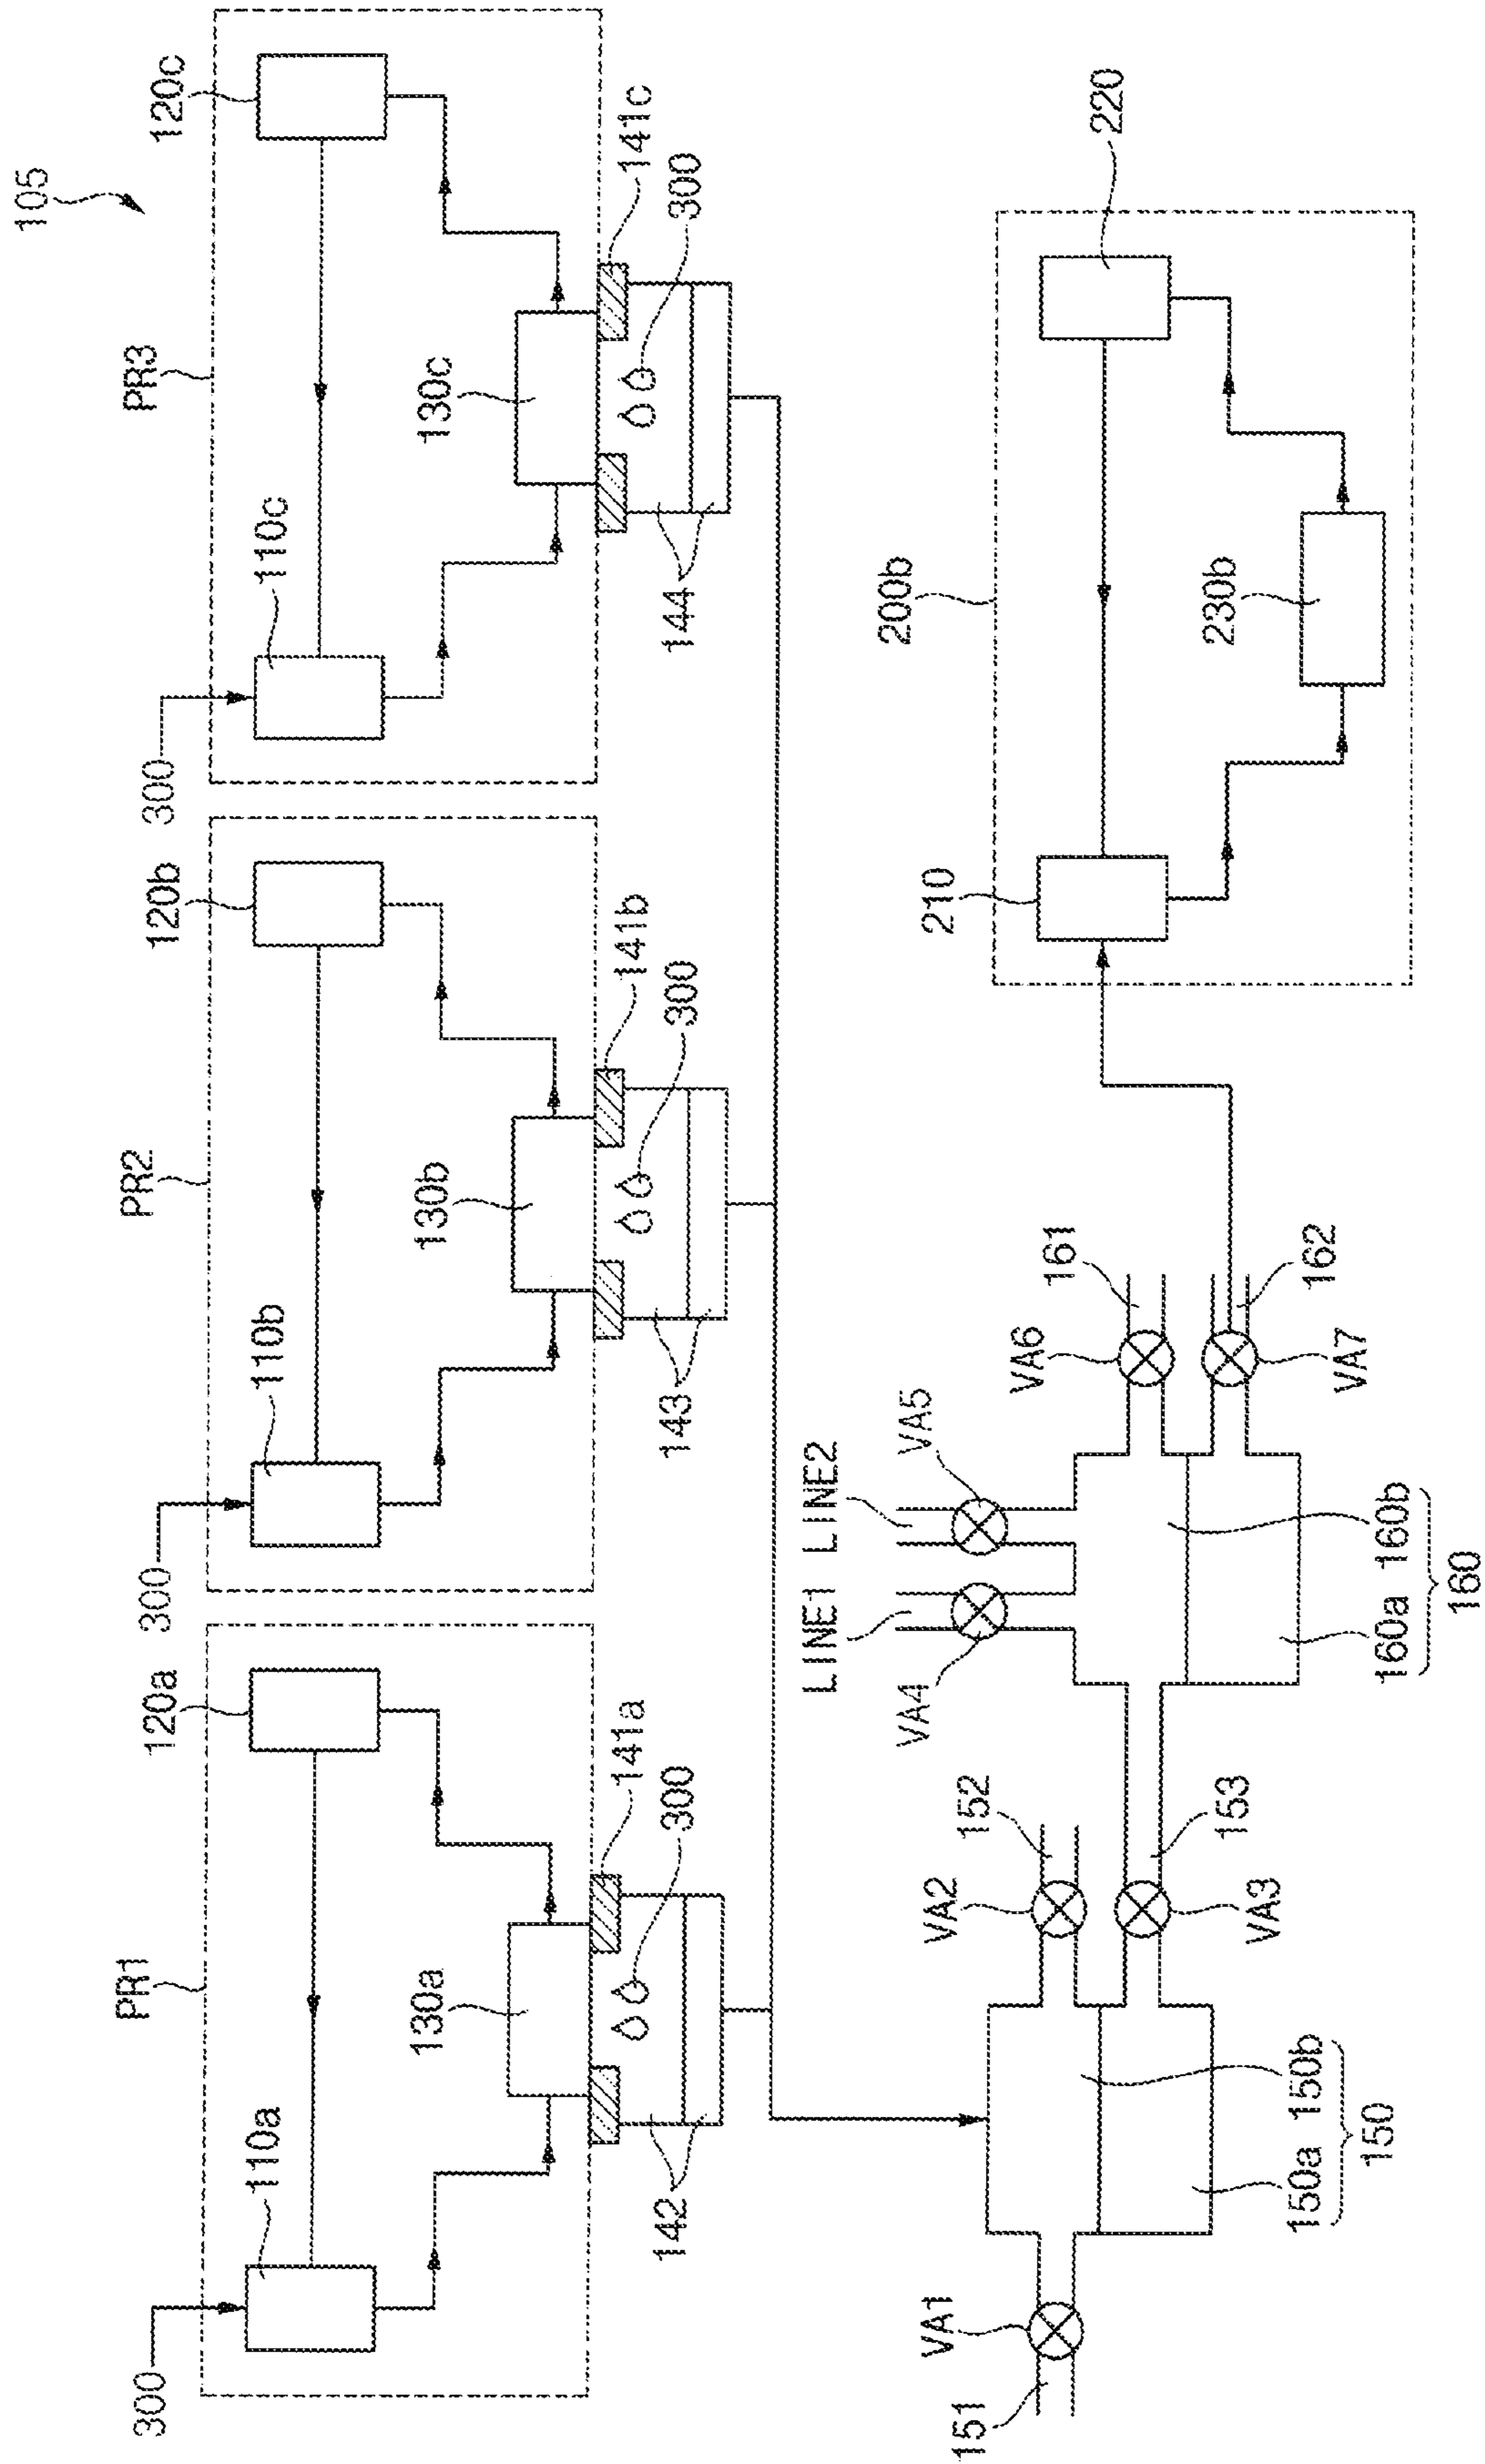 105
PR1
PR2
PR3
300
110a
120a
300
110b
120b
300
110c
120c
130a
130b
130c
141a
141b
141c
300
300
300
142
143
144
LINE1
LINE2
200b
VA1
151
VA2
152
VA4
VA5
VA6
161
210
220
VA3
153
VA7
162
230b
150a
150b
150
160a
160b
160